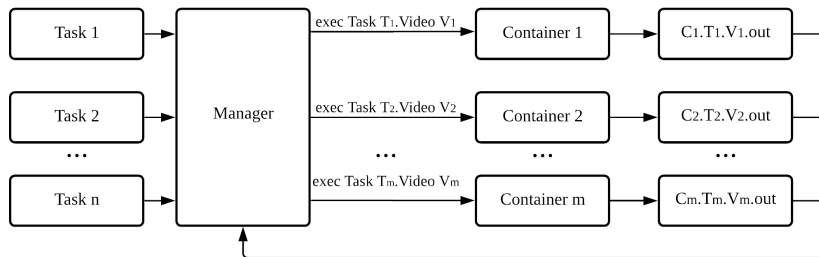 Task 1
Manager
exec Task T1.Video V1
Container 1
C1.T1.V1.out
Task 2
exec Task T2.Video V2
Container 2
C2.T2.V2.out
...
...
...
...
Task n
exec Task Tm.Video Vm
Container m
Cm.Tm.Vm.out